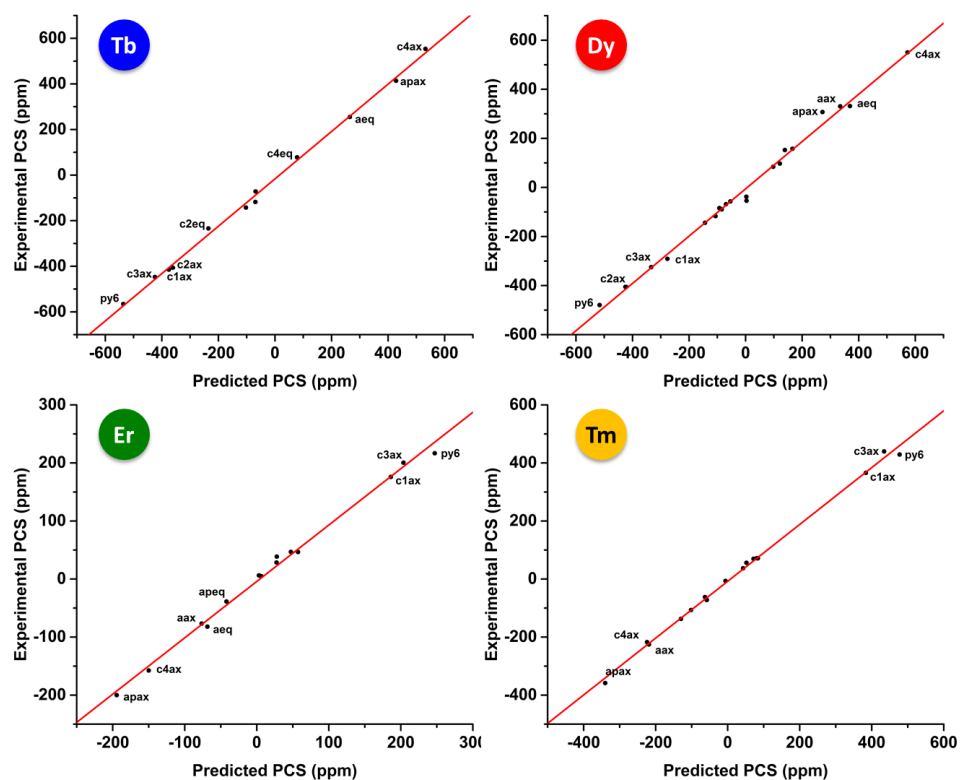 Tb
Experimental PCS (ppm)
600
400
200
0
-200
-400
-600
c4ax
apax
aeq
c4eq
c2eq
c2ax
c3ax
c1ax
py6
-600 -400 -200 0 200 400 600
Predicted PCS (ppm)
Dy
Experimental PCS (ppm)
600
400
200
0
-200
-400
-600
c4ax
aax
aeq
apax
c3ax
c1ax
c2ax
py6
-600 -400 -200 0 200 400 600
Predicted PCS (ppm)
Er
Experimental PCS (ppm)
300
200
100
0
-100
-200
c3ax
py6
c1ax
apeq
aax
aeq
c4ax
apax
-200 -100 0 100 200 300
Predicted PCS (ppm)
Tm
Experimental PCS (ppm)
600
400
200
0
-200
-400
c3ax
py6
c1ax
c4ax
aax
apax
-400 -200 0 200 400 600
Predicted PCS (ppm)